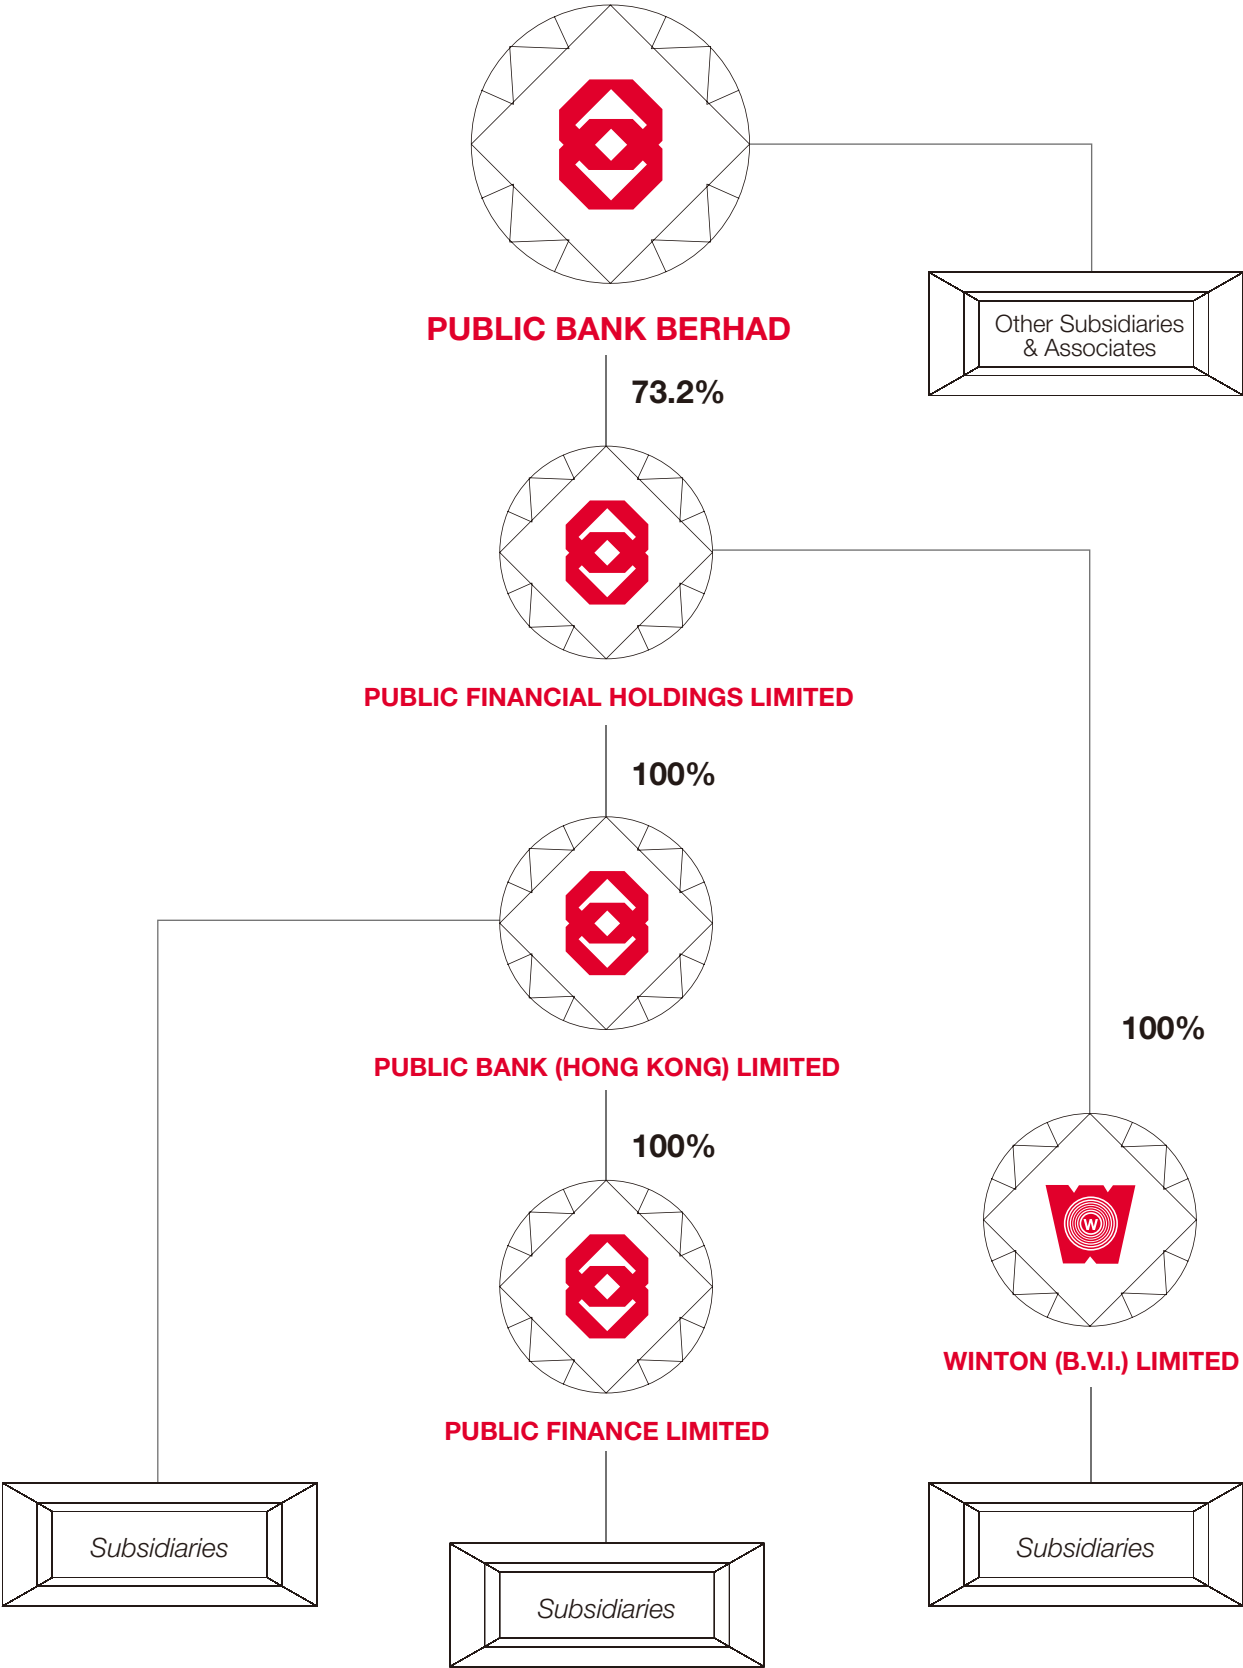 PUBLIC BANK BERHAD
Other Subsidiaries
& Associates
73.2%
PUBLIC FINANCIAL HOLDINGS LIMITED
100%
PUBLIC BANK (HONG KONG) LIMITED
100%
100%
W
WINTON (B.V.I.) LIMITED
PUBLIC FINANCE LIMITED
Subsidiaries
Subsidiaries
Subsidiaries